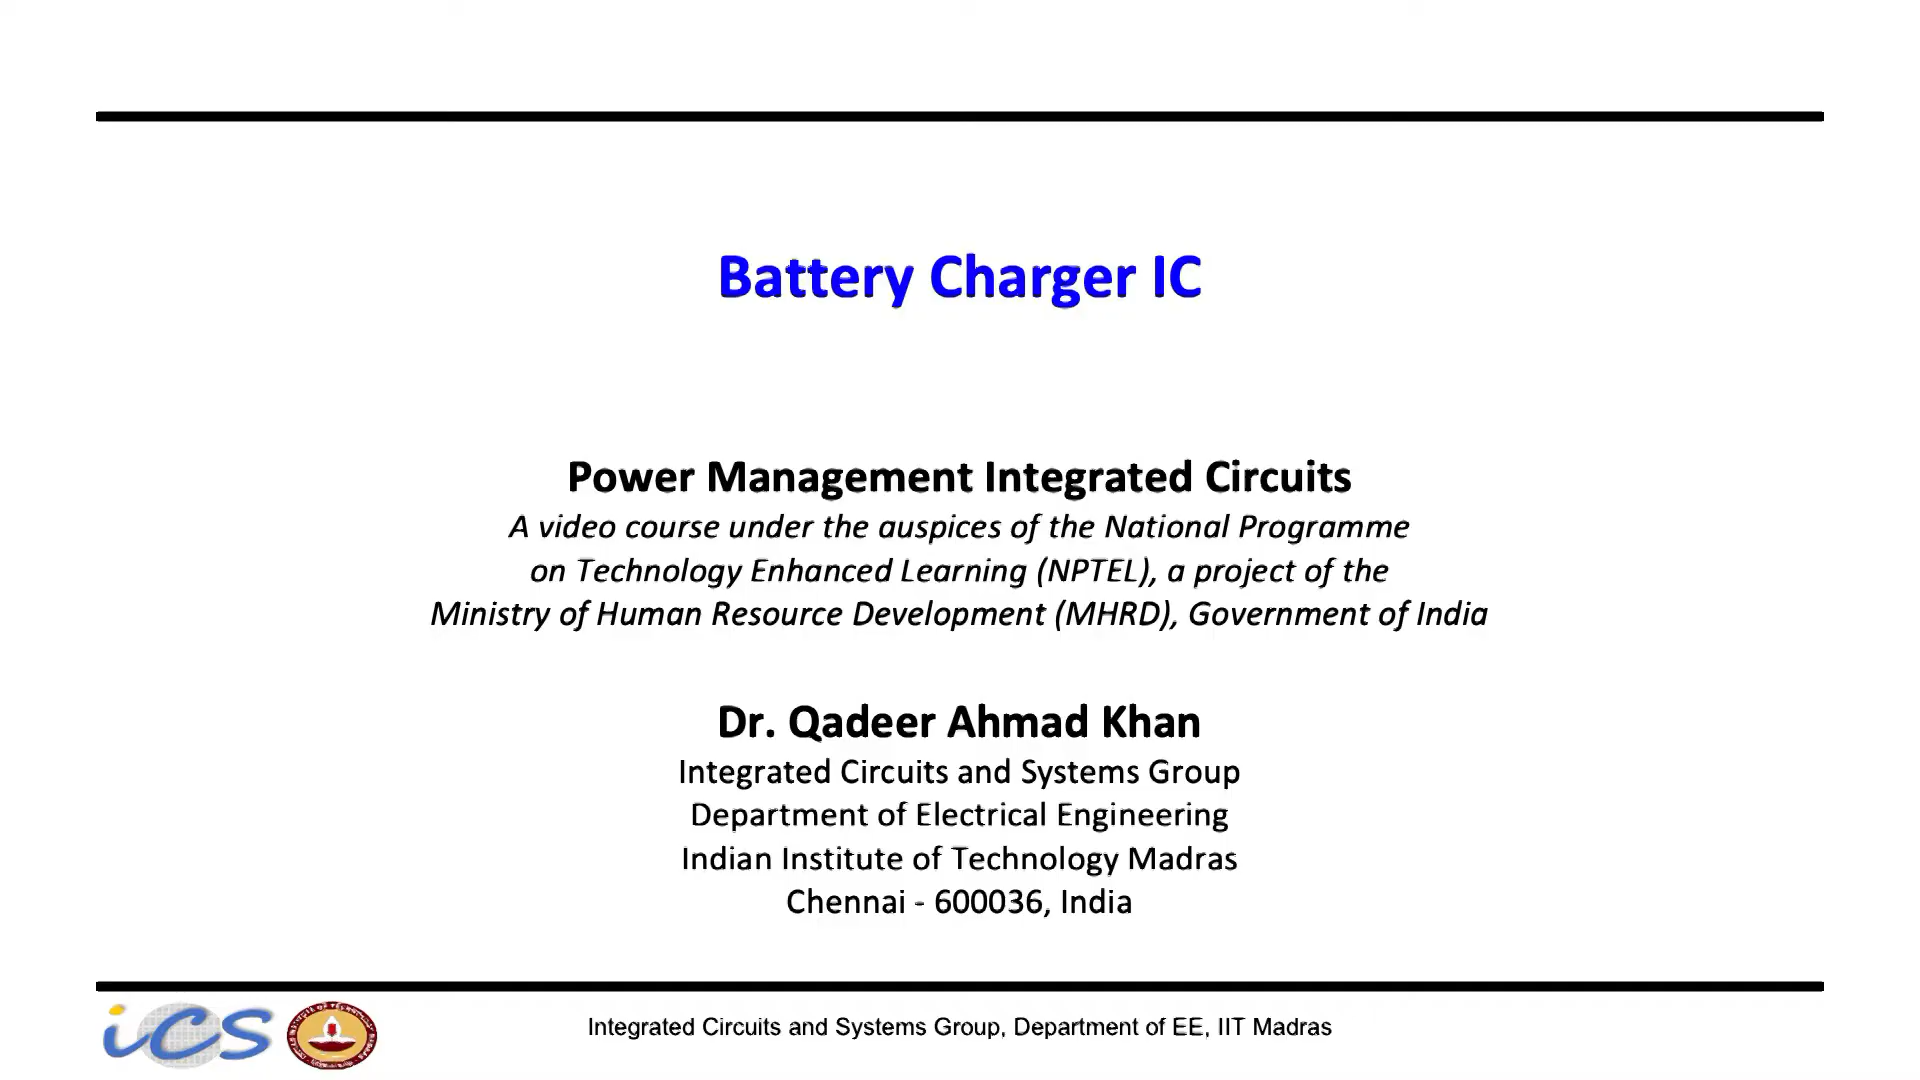 Battery Charger IC
Power Management Integrated Circuits
A video course under the auspices of the National Programme
on Technology Enhanced Learning (NPTEL), a project of the
Ministry of Human Resource Development (MHRD), Government of India
Dr. Qadeer Ahmad Khan
Integrated Circuits and Systems Group
Department of Electrical Engineering
Indian Institute of Technology Madras
Chennai - 600036, India
iCS
Integrated Circuits and Systems Group, Department of EE, IIT Madras